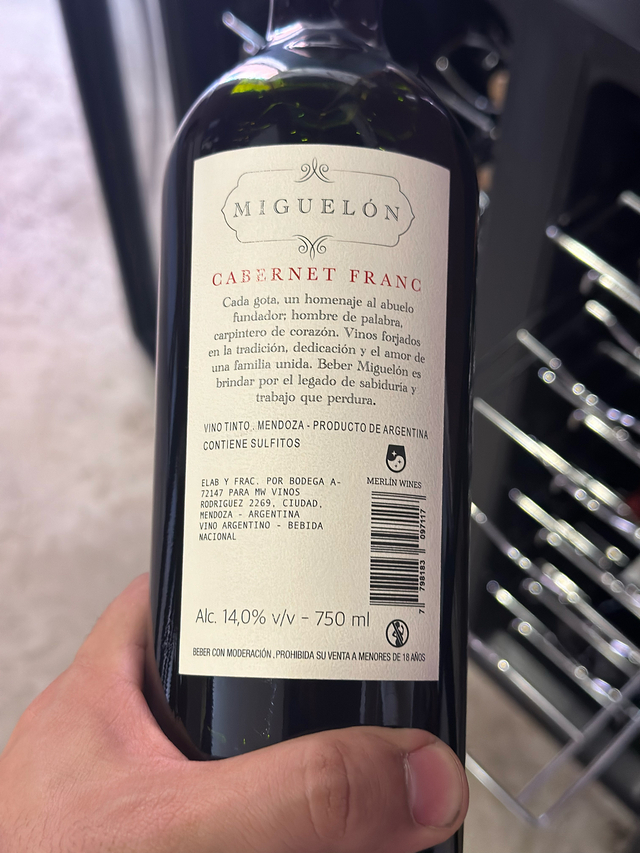 MIGUELÓN
CABERNET FRANC
Cada gota, un homenaje al abuelo
fundador; hombre de palabra,
carpintero de corazón. Vinos forjados
en la tradición, dedicación y el amor de
una familia unida. Beber Miguelón es
brindar por el legado de sabiduría y
trabajo que perdura.
VINO TINTO . MENDOZA - PRODUCTO DE ARGENTINA
CONTIENE SULFITOS
MERLÍN WINES
ELAB Y FRAC. POR BODEGA A-
72147 PARA MW VINOS
RODRIGUEZ 2269, CIUDAD,
MENDOZA - ARGENTINA
VINO ARGENTINO - BEBIDA
NACIONAL
7 798183 097117
Alc. 14,0% v/v - 750 ml
BEBER CON MODERACIÓN . PROHIBIDA SU VENTA A MENORES DE 18 AÑOS